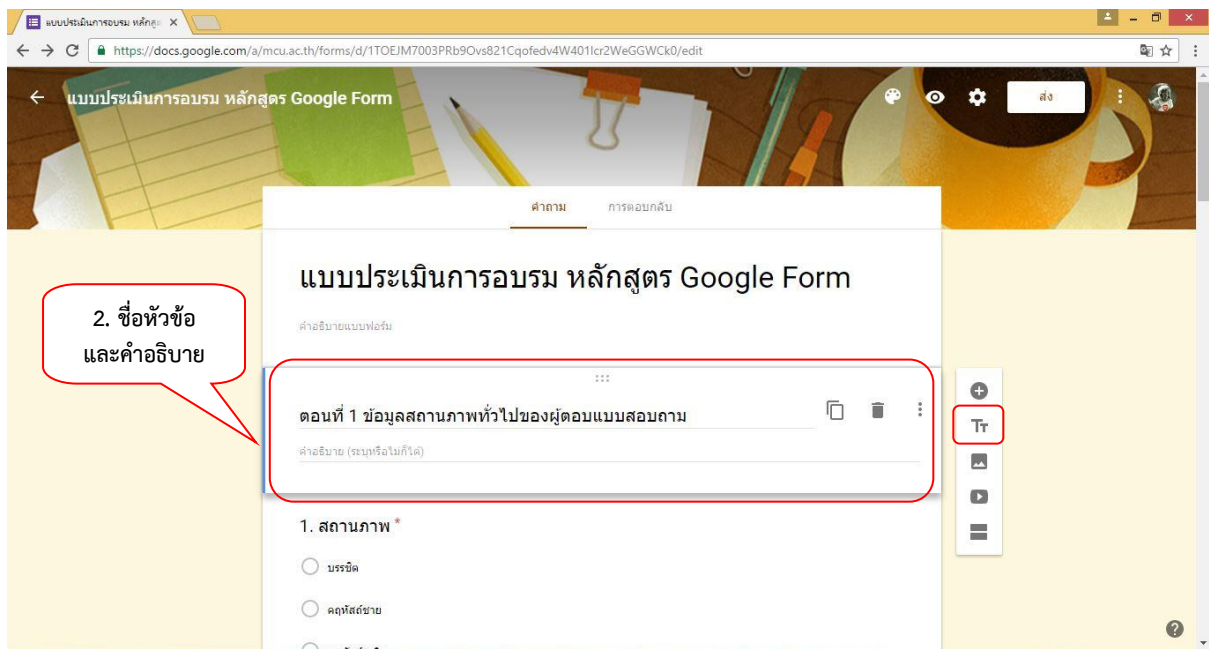 แบบประเมินการอบรม หลักสู
https://docs.google.com/a/mcu.ac.th/forms/d/1TOEJM7003PRb9Ovs821Cqofedv4W401Icr2WeGGWCk0/edit
แบบประเมินการอบรม หลักสูตร Google Form
ส่ง
คำถาม การตอบกลับ
แบบประเมินการอบรม หลักสูตร Google Form
คำอธิบายแบบฟอร์ม
2. ชื่อหัวข้อ
และคำอธิบาย
ตอนที่ 1 ข้อมูลสถานภาพทั่วไปของผู้ตอบแบบสอบถาม
คำอธิบาย (ระบุหรือไม่ก็ได้)
Tт
1. สถานภาพ *
บรรชิต
คฤหัสถ์ชาย